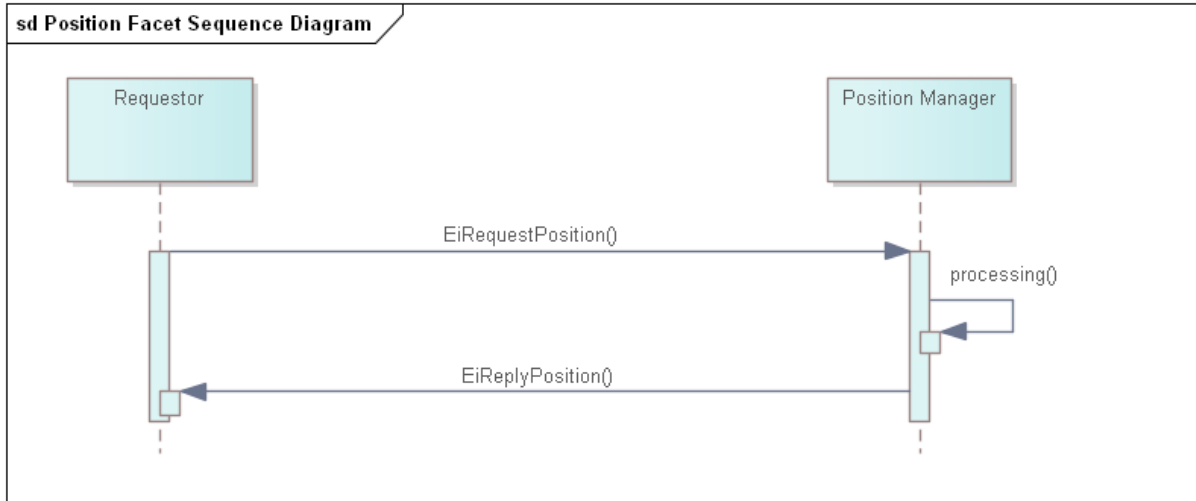 sd Position Facet Sequence Diagram
Requestor
Position Manager
EiRequestPosition()
processing()
EiReplyPosition()